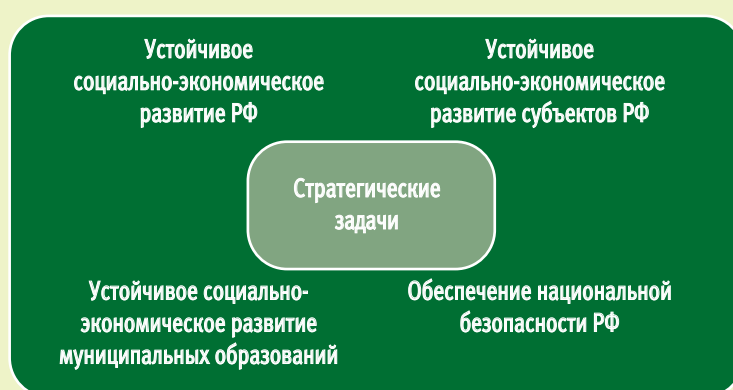 Устойчивое
социально-экономическое
развитие РФ
Устойчивое
социально-экономическое
развитие субъектов РФ
Стратегические
задачи
Устойчивое социально-
экономическое развитие
муниципальных образований
Обеспечение национальной
безопасности РФ